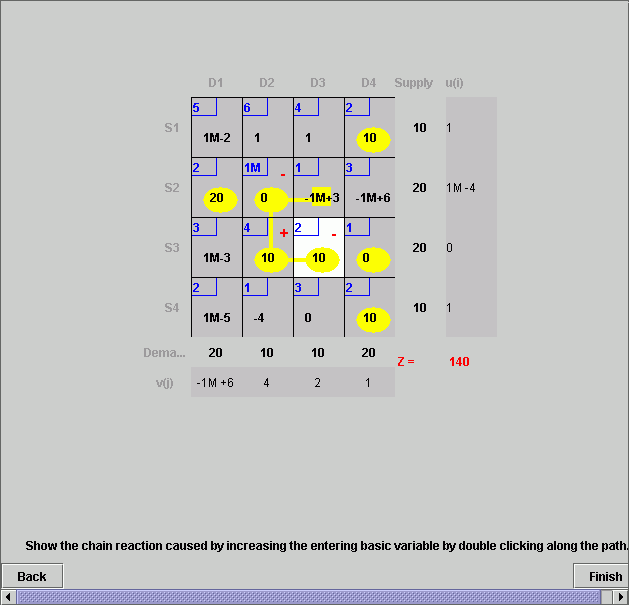 D1 D2 D3 D4 Supply u(i)
5 6 4 2
S1 1M-2 1 1 10 10 1
2 1M - 1 3
S2 20 0 -1M+3 -1M+6 20 1M -4
3 4 + 2 - 1
S3 1M-3 10 10 0 20 0
2 1 3 2
S4 1M-5 -4 0 10 10 1
Dema... 20 10 10 20
Z = 140
v(j) -1M +6 4 2 1
Show the chain reaction caused by increasing the entering basic variable by double clicking along the path.
Back Finish